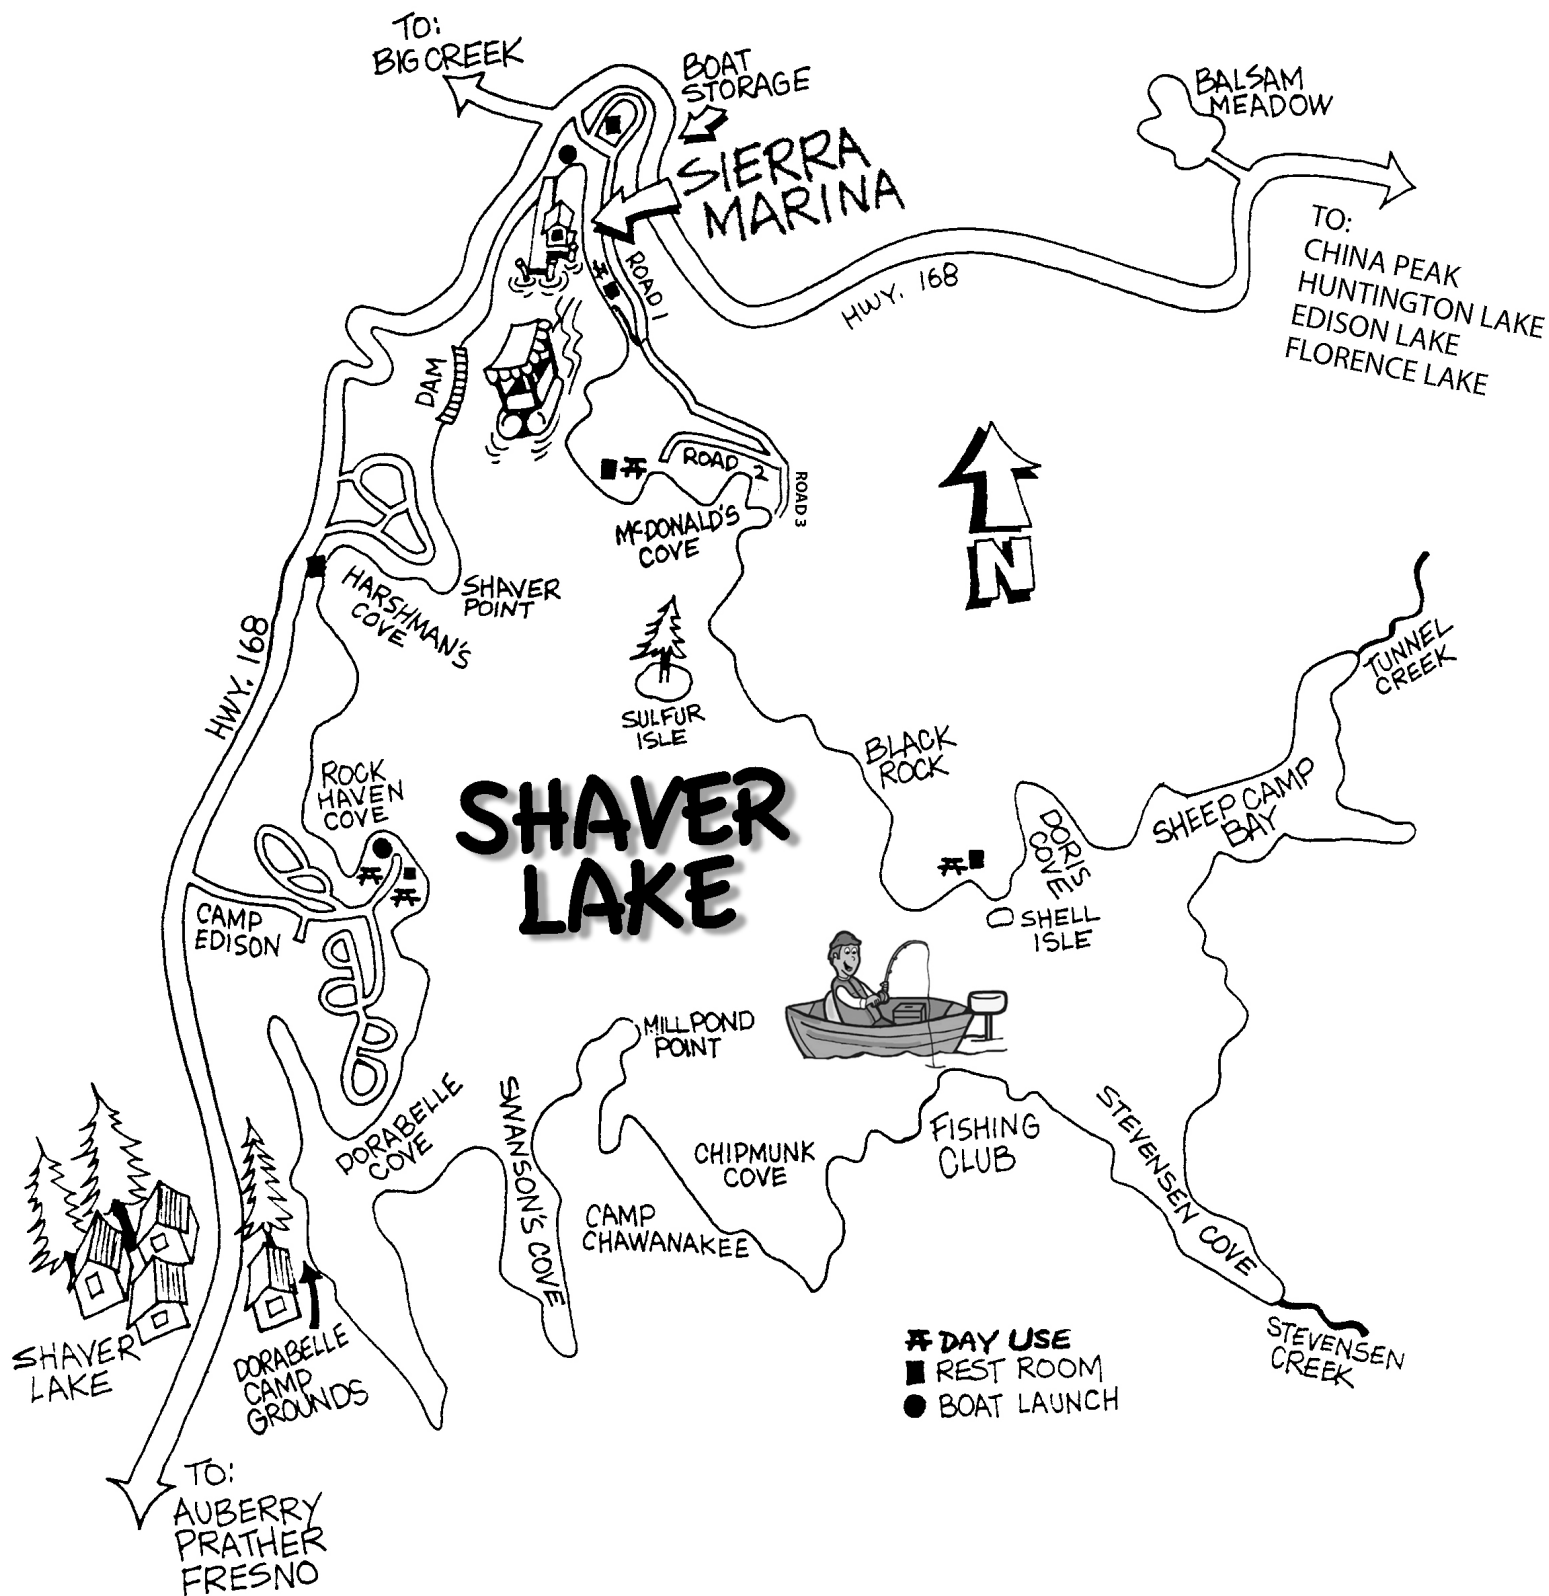 TO:
BIG CREEK
BOAT
STORAGE
SIERRA
MARINA
BALSAM
MEADOW
TO:
CHINA PEAK
HUNTINGTON LAKE
EDISON LAKE
FLORENCE LAKE
HWY. 168
ROAD 1
DAM
ROAD 2
ROAD 3
McDONALD'S
COVE
N
SHAVER
POINT
HARSHMAN'S
COVE
HWY. 168
SULFUR
ISLE
TUNNEL
CREEK
BLACK
ROCK
ROCK
HAVEN
COVE
SHAVER
LAKE
SHEEP CAMP
BAY
DORIS
COVE
SHELL
ISLE
CAMP
EDISON
MILLPOND
POINT
DORABELLE
COVE
SWANSON'S COVE
CHIPMUNK
COVE
FISHING
CLUB
STEVENSEN COVE
CAMP
CHAWANAKEE
SHAVER
LAKE
DORABELLE
CAMP
GROUNDS
STEVENSEN
CREEK
DAY USE
REST ROOM
BOAT LAUNCH
TO:
AUBERRY
PRATHER
FRESNO